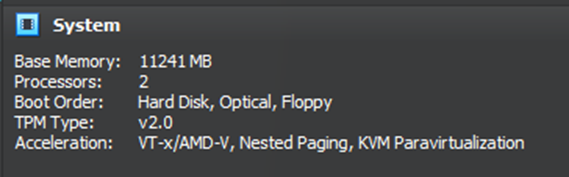 System
Base Memory: 11241 MB
Processors: 2
Boot Order: Hard Disk, Optical, Floppy
TPM Type: v2.0
Acceleration: VT-x/AMD-V, Nested Paging, KVM Paravirtualization